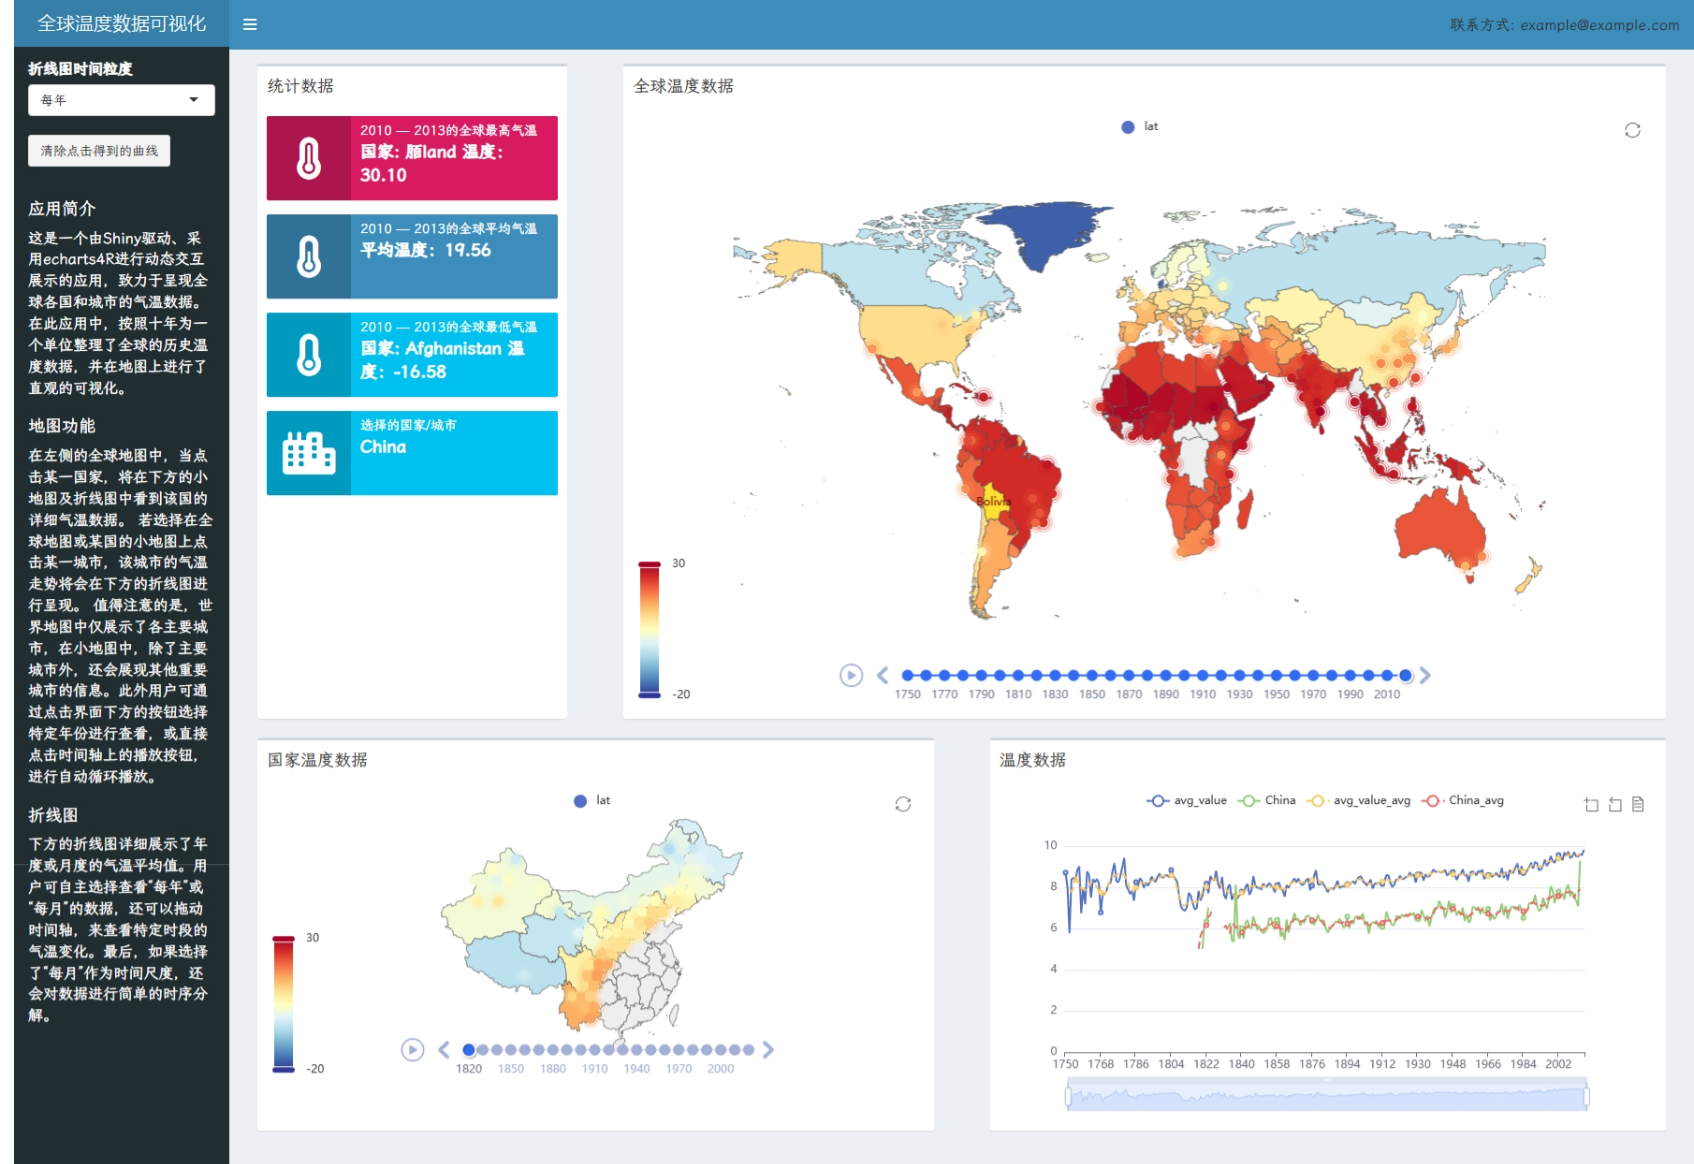 全球温度数据可视化
联系方式: example@example.com
折线图时间粒度
每年
清除点击得到的曲线
应用简介
这是一个由Shiny驱动、采
用echarts4R进行动态交互
展示的应用，致力于呈现全
球各国和城市的气温数据。
在此应用中，按照十年为一
个单位整理了全球的历史温
度数据，并在地图上进行了
直观的可视化。
地图功能
在左侧的全球地图中，当点
击某一国家，将在下方的小
地图及折线图中看到该国的
详细气温数据。 若选择在全
球地图或某国的小地图上点
击某一城市，该城市的气温
走势将会在下方的折线图进
行呈现。 值得注意的是，世
界地图中仅展示了各主要城
市，在小地图中，除了主要
城市外，还会展现其他重要
城市的信息。此外用户可通
过点击界面下方的按钮选择
特定年份进行查看，或直接
点击时间轴上的播放按钮，
进行自动循环播放。
折线图
下方的折线图详细展示了年
度或月度的气温平均值。用
户可自主选择查看“每年”或
“每月”的数据，还可以拖动
时间轴，来查看特定时段的
气温变化。最后，如果选择
了“每月”作为时间尺度，还
会对数据进行简单的时序分
解。
统计数据
2010 — 2013的全球最高气温
国家: land 温度:
30.10
2010 — 2013的全球平均气温
平均温度: 19.56
2010 — 2013的全球最低气温
国家: Afghanistan 温
度: -16.58
选择的国家/城市
China
全球温度数据
lat
Bolivia
30
-20
1750 1770 1790 1810 1830 1850 1870 1890 1910 1930 1950 1970 1990 2010
国家温度数据
lat
30
-20
1820 1850 1880 1910 1940 1970 2000
温度数据
avg_value China avg_value_avg China_avg
10
8
6
4
2
0
1750 1768 1786 1804 1822 1840 1858 1876 1894 1912 1930 1948 1966 1984 2002